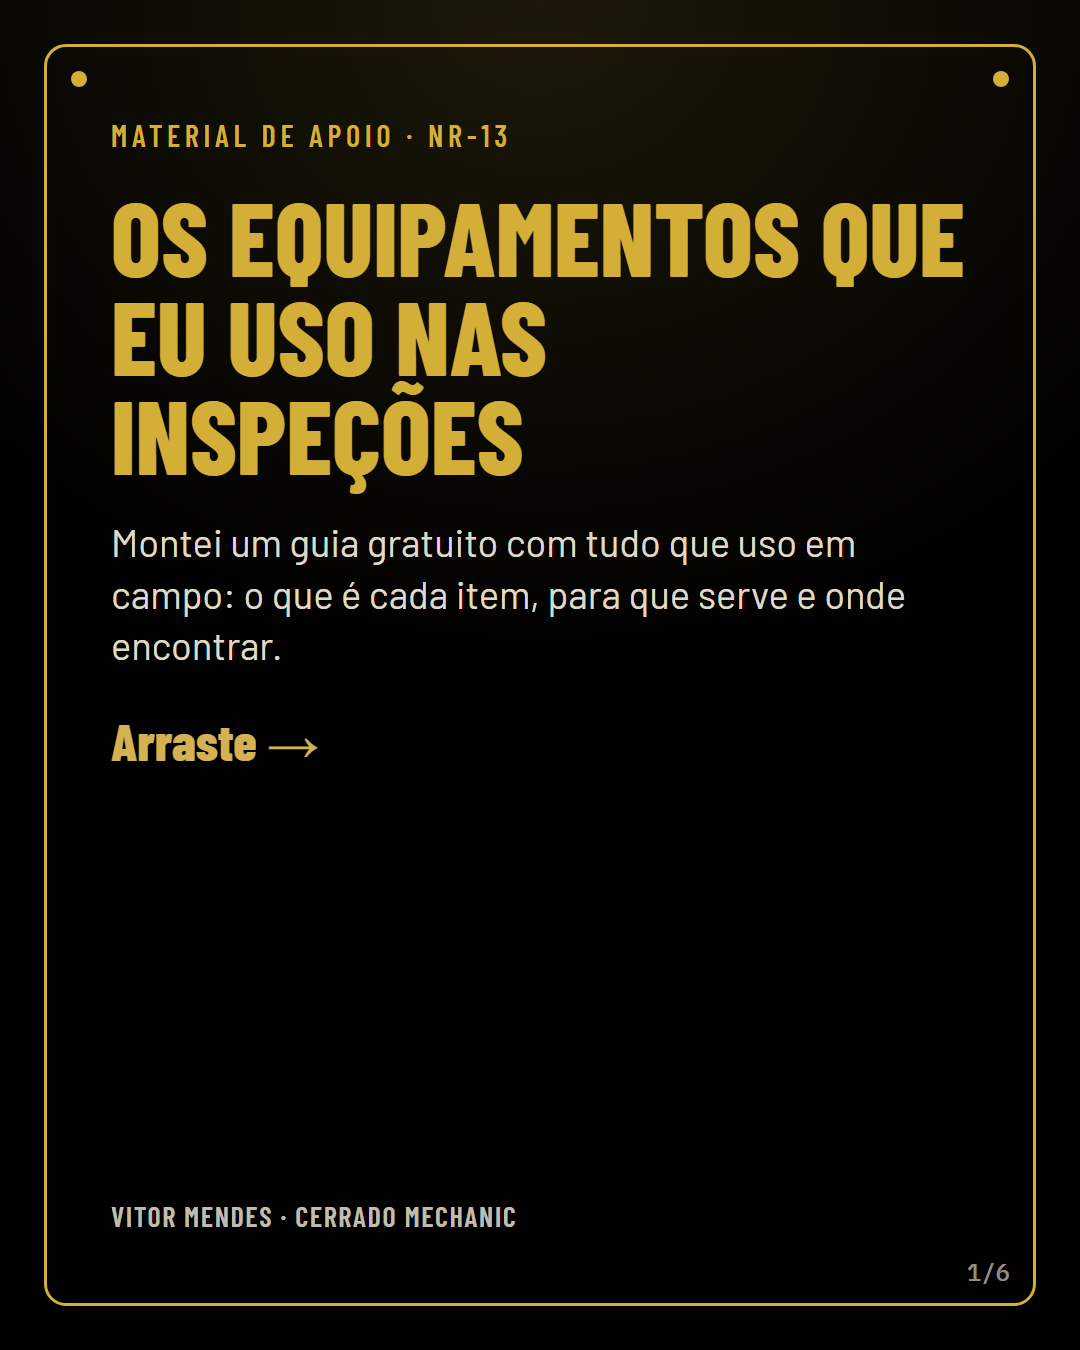 MATERIAL DE APOIO · NR-13
OS EQUIPAMENTOS QUE
EU USO NAS
INSPEÇÕES
Montei um guia gratuito com tudo que uso em
campo: o que é cada item, para que serve e onde
encontrar.
Arraste →
VITOR MENDES · CERRADO MECHANIC
1/6